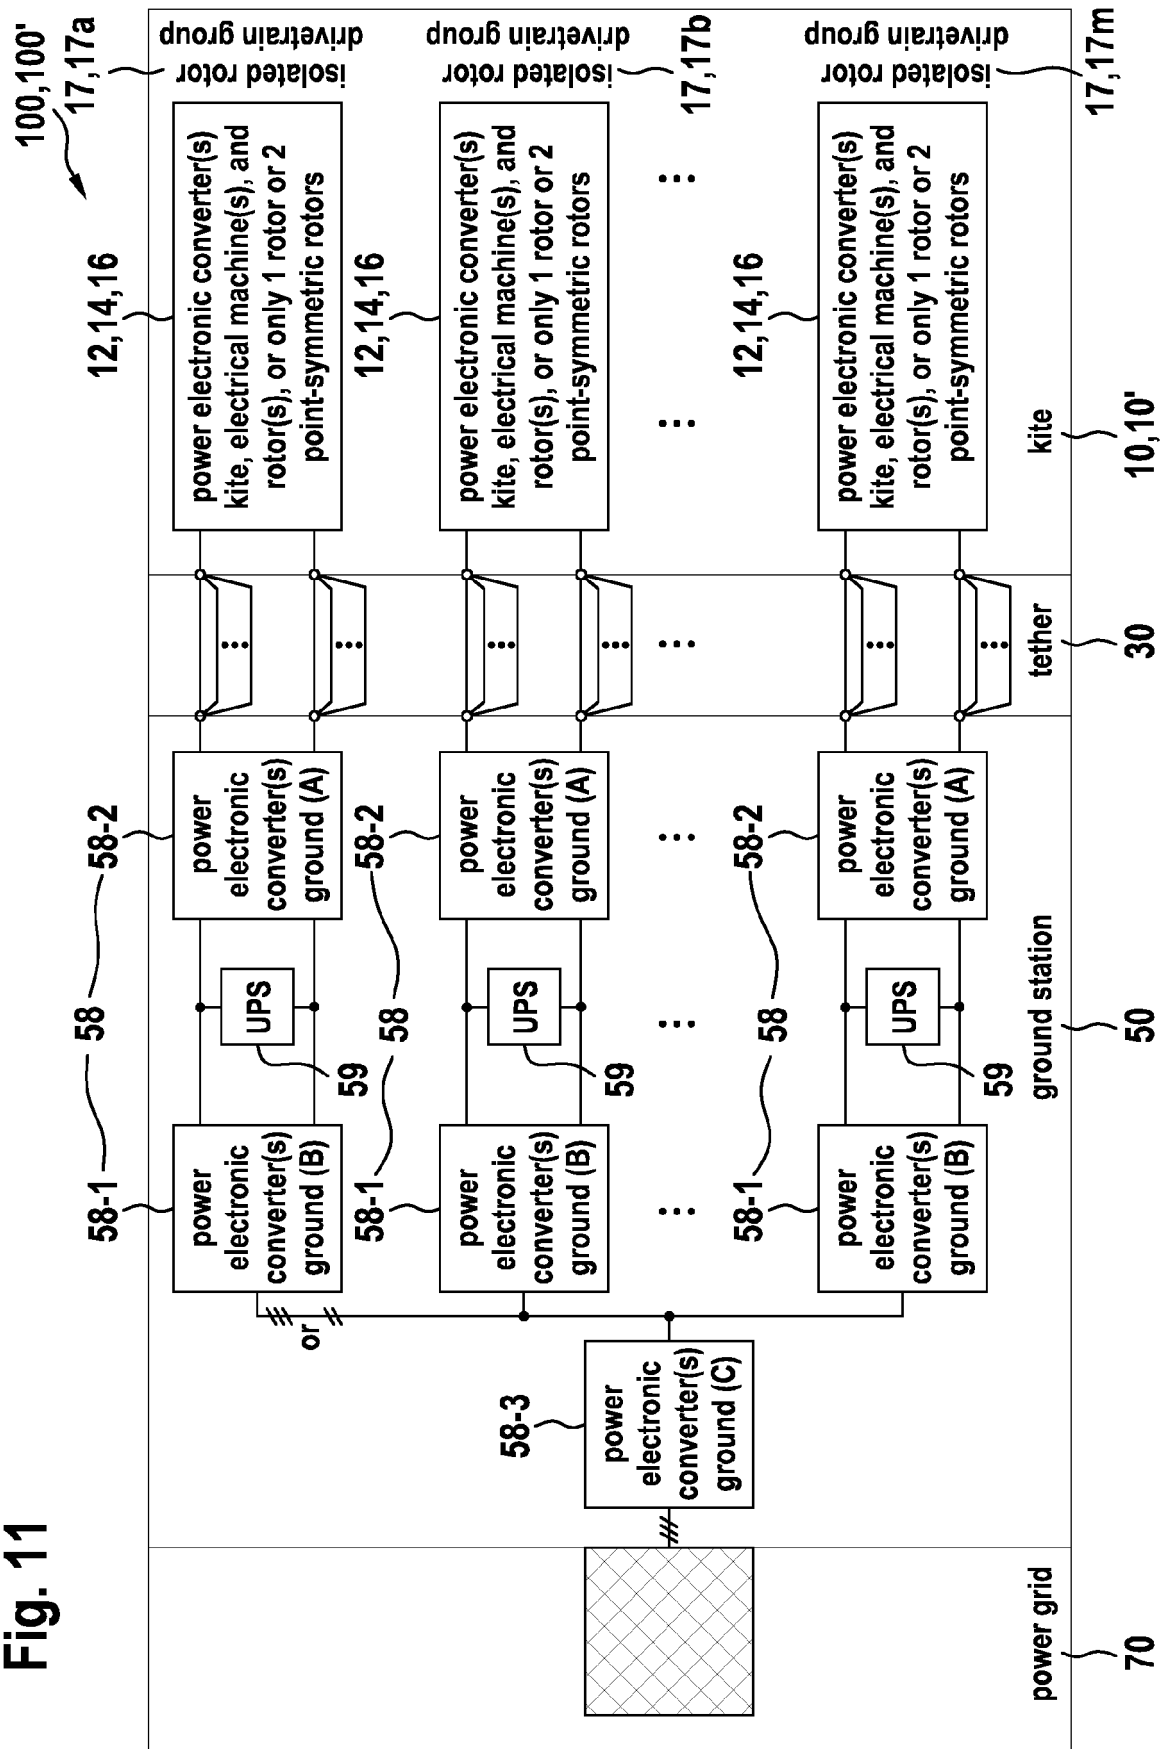 Fig. 11
100,100'
17,17a
isolated rotor
drivetrain group
17,17b
isolated rotor
drivetrain group
17,17m
isolated rotor
drivetrain group
58-1
58
58-2
12,14,16
power
electronic
converter(s)
ground (B)
UPS
59
power
electronic
converter(s)
ground (A)
power electronic converter(s)
kite, electrical machine(s), and
rotor(s), or only 1 rotor or 2
point-symmetric rotors
or
58-1
58
58-2
12,14,16
power
electronic
converter(s)
ground (B)
UPS
59
power
electronic
converter(s)
ground (A)
power electronic converter(s)
kite, electrical machine(s), and
rotor(s), or only 1 rotor or 2
point-symmetric rotors
58-3
power
electronic
converter(s)
ground (C)
...
...
...
...
...
...
58-1
58
58-2
12,14,16
power
electronic
converter(s)
ground (B)
UPS
59
power
electronic
converter(s)
ground (A)
power electronic converter(s)
kite, electrical machine(s), and
rotor(s), or only 1 rotor or 2
point-symmetric rotors
power grid
ground station
tether
kite
70
50
30
10,10'